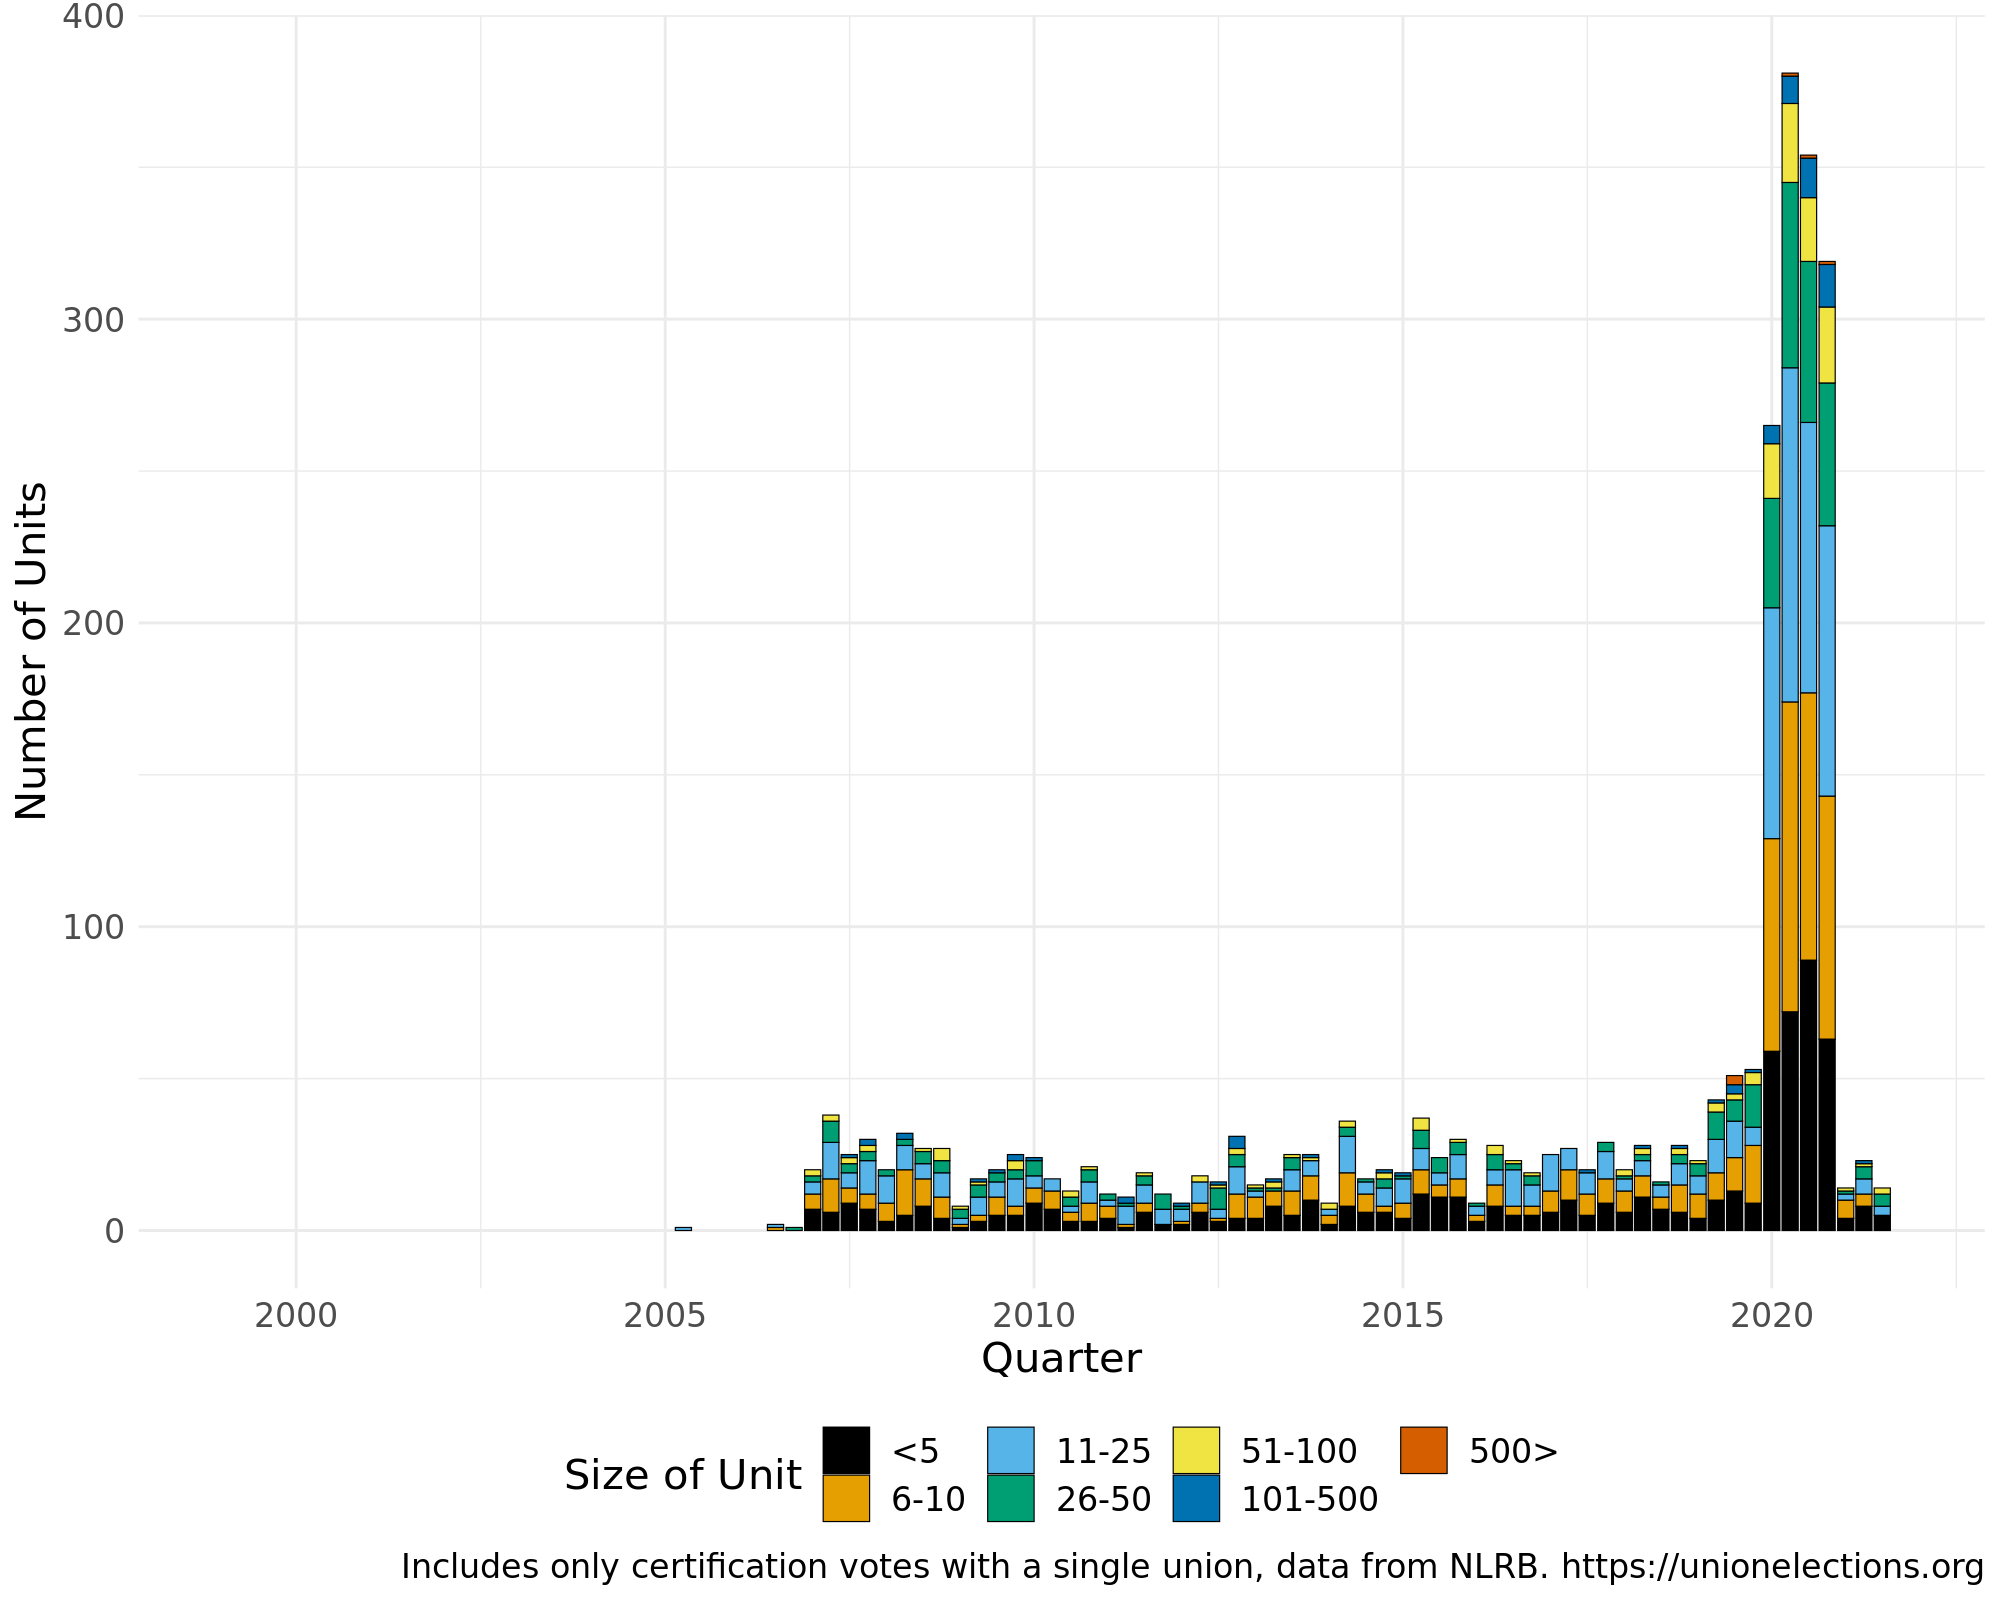 400
300
200
100
0
Number of Units
2000 2005 2010 2015 2020
Quarter
Size of Unit
<5 11-25 51-100 500>
6-10 26-50 101-500
Includes only certification votes with a single union, data from NLRB. https://unionelections.org